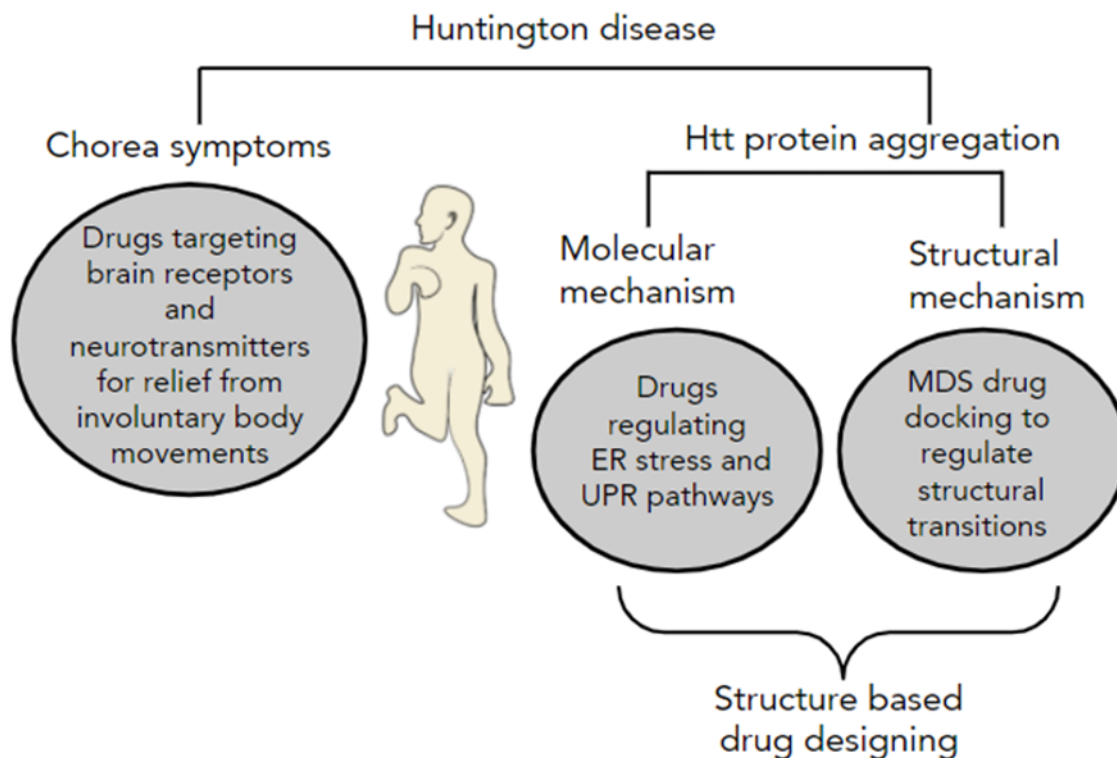 Huntington disease
Chorea symptoms
Drugs targeting
brain receptors
and
neurotransmitters
for relief from
involuntary body
movements
Htt protein aggregation
Molecular
mechanism
Drugs
regulating
ER stress and
UPR pathways
Structural
mechanism
MDS drug
docking to
regulate
structural
transitions
Structure based
drug designing